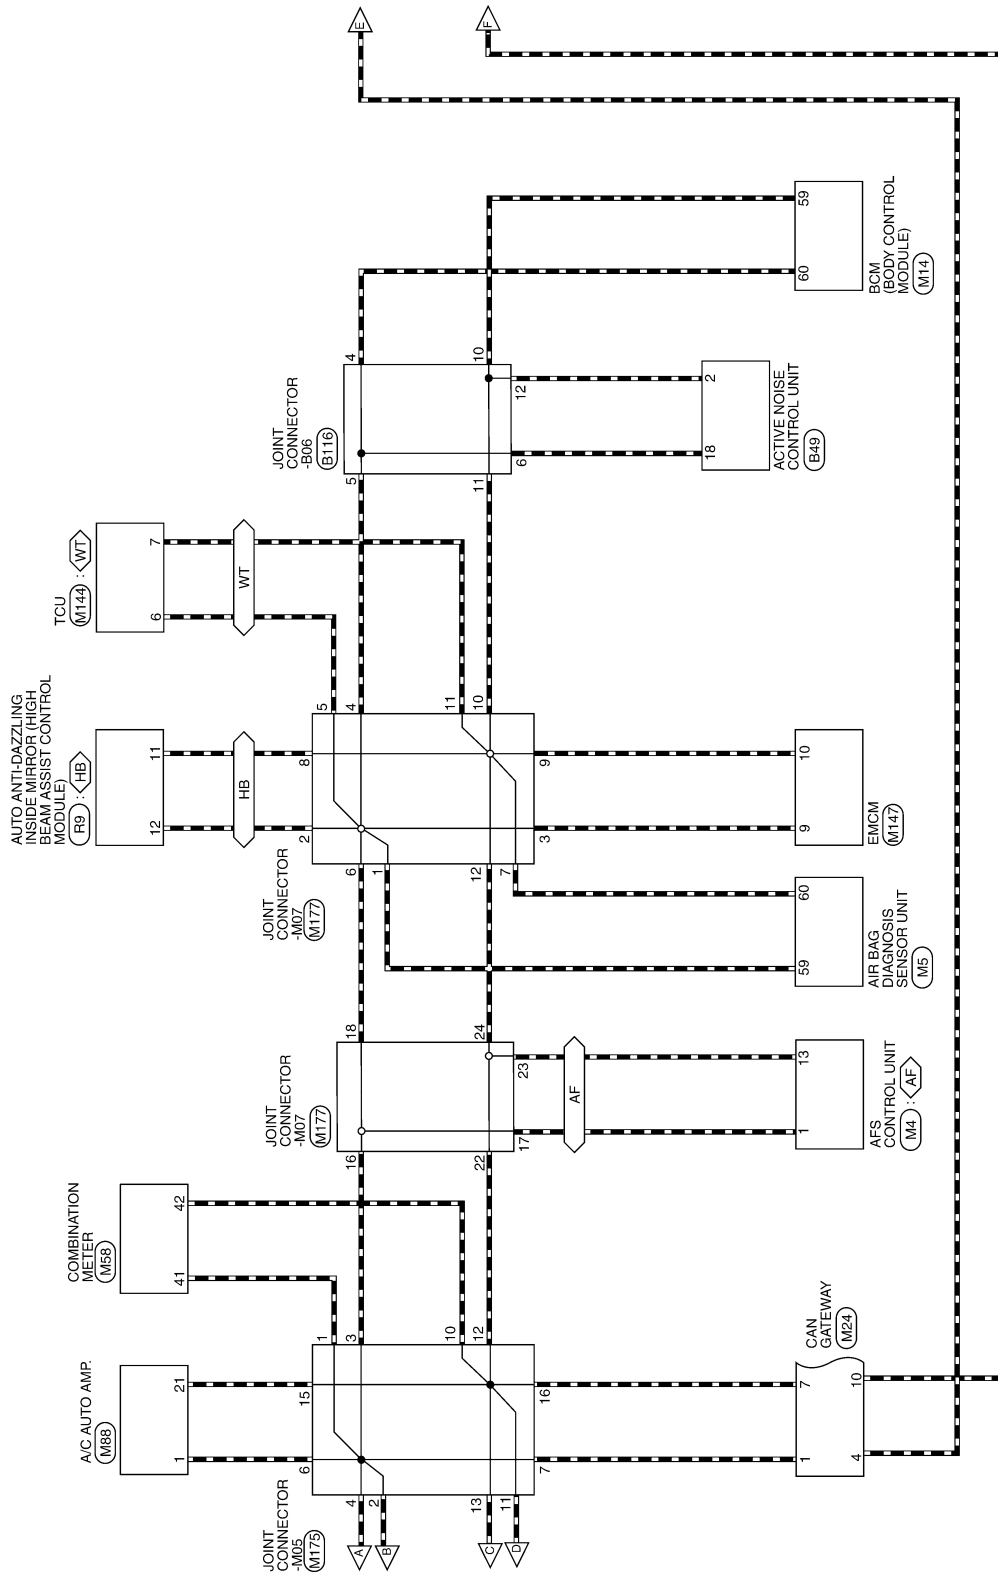 A/C AUTO AMP.
M88
1
21
COMBINATION
METER
M58
41
42
AUTO ANTI-DAZZLING
INSIDE MIRROR (HIGH
BEAM ASSIST CONTROL
MODULE)
R9 : HB
12
11
HB
TCU
M144 : WT
6
7
WT
JOINT
CONNECTOR
-M05
M175
6
15
1
3
10
12
4
2
13
11
7
16
A
B
C
D
JOINT
CONNECTOR
-M07
M177
16
18
22
24
17
23
JOINT
CONNECTOR
-M07
M177
2
8
5
4
11
10
6
1
12
7
3
9
JOINT
CONNECTOR
-B06
B116
5
4
11
10
6
12
E
F
AF
18
2
ACTIVE NOISE
CONTROL UNIT
B49
1
7
4
10
CAN
GATEWAY
M24
1
13
AFS
CONTROL UNIT
M4 : AF
59
60
AIR BAG
DIAGNOSIS
SENSOR UNIT
M5
9
10
EMCM
M147
60
59
BCM
(BODY CONTROL
MODULE)
M14